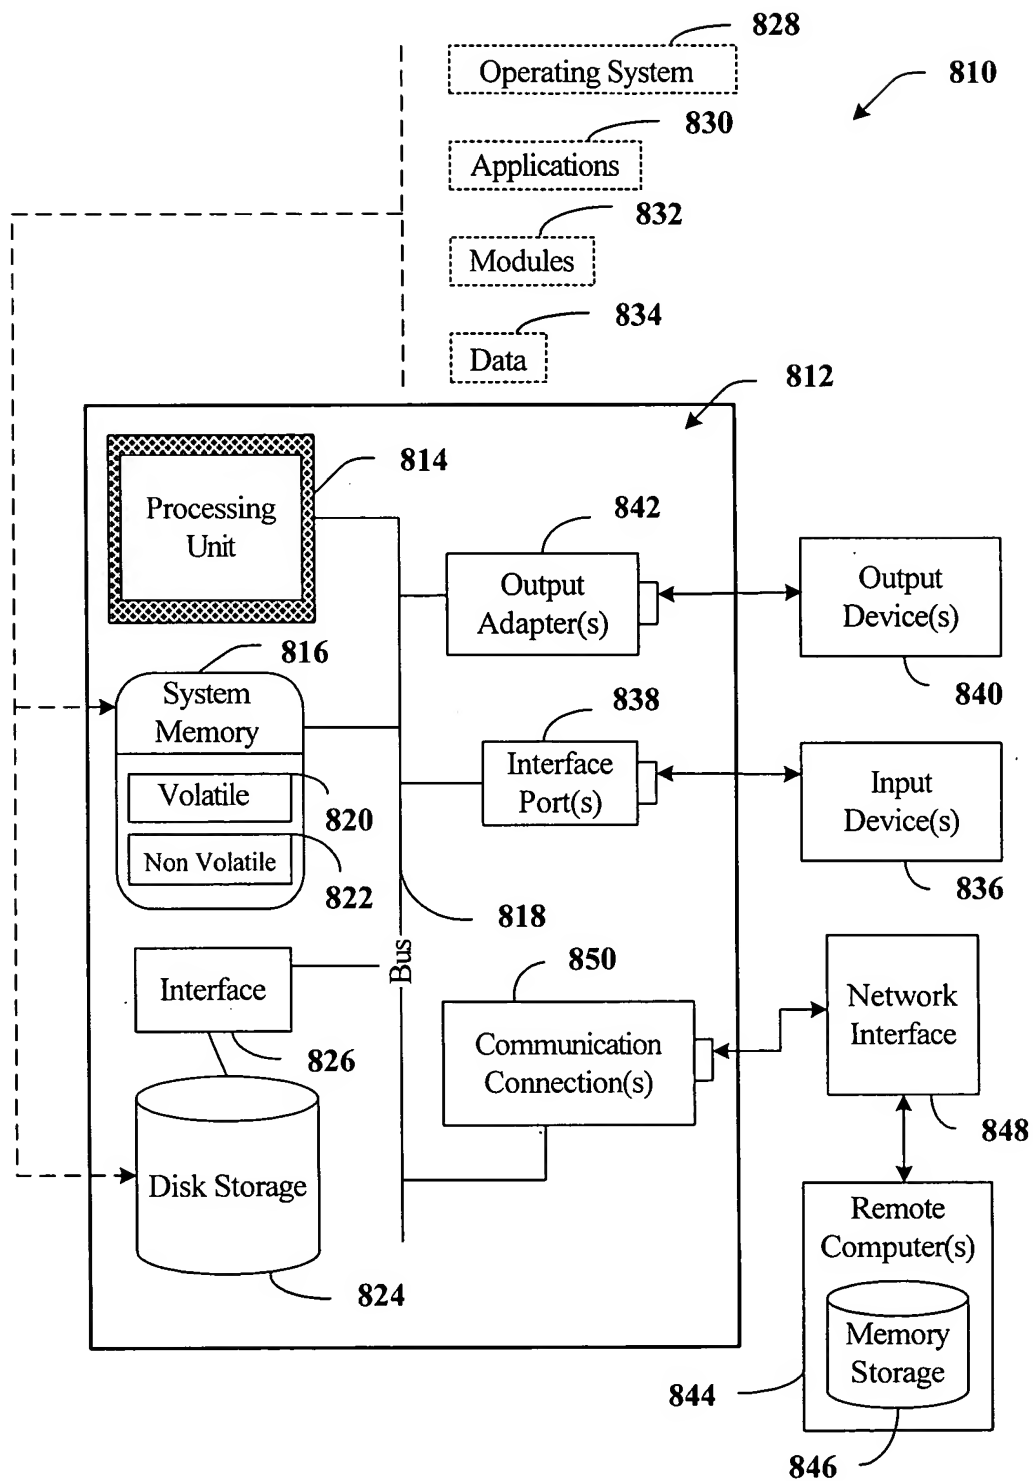 828
Operating System
810
830
Applications
832
Modules
834
Data
812
814
Processing
Unit
842
Output
Adapter(s)
Output
Device(s)
840
816
System
Memory
838
Interface
Port(s)
Input
Device(s)
836
Volatile
820
Non Volatile
822
818
Bus
850
Interface
826
Communication
Connection(s)
Network
Interface
848
Disk Storage
824
Remote
Computer(s)
Memory
Storage
844
846